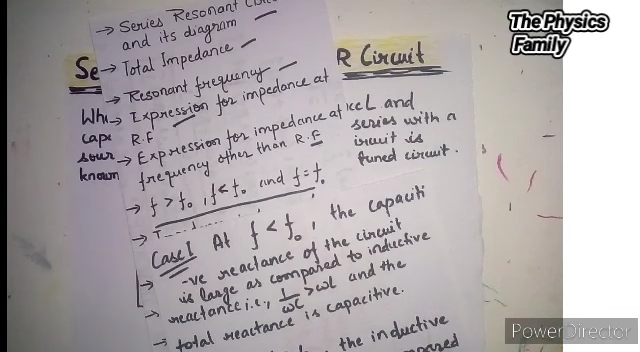 The Physics
Family
→ Series Resonant
and its diagram
→ Total Impedance
→ Resonant frequency
→ Expression for impedance at
R.F
→ Expression for impedance at
frequency other than R.F
→ f > f₀, f < f₀ and f = f₀
Se
R Circuit
L and
series with a
is
tuned circuit.
known
Case I At f < f₀, the capaciti
-ve reactance of the circuit
is large as compared to inductive
→ reactance i.e., 1/ωC > ωL and the
→ total reactance is capacitive.
the inductive
PowerDirector